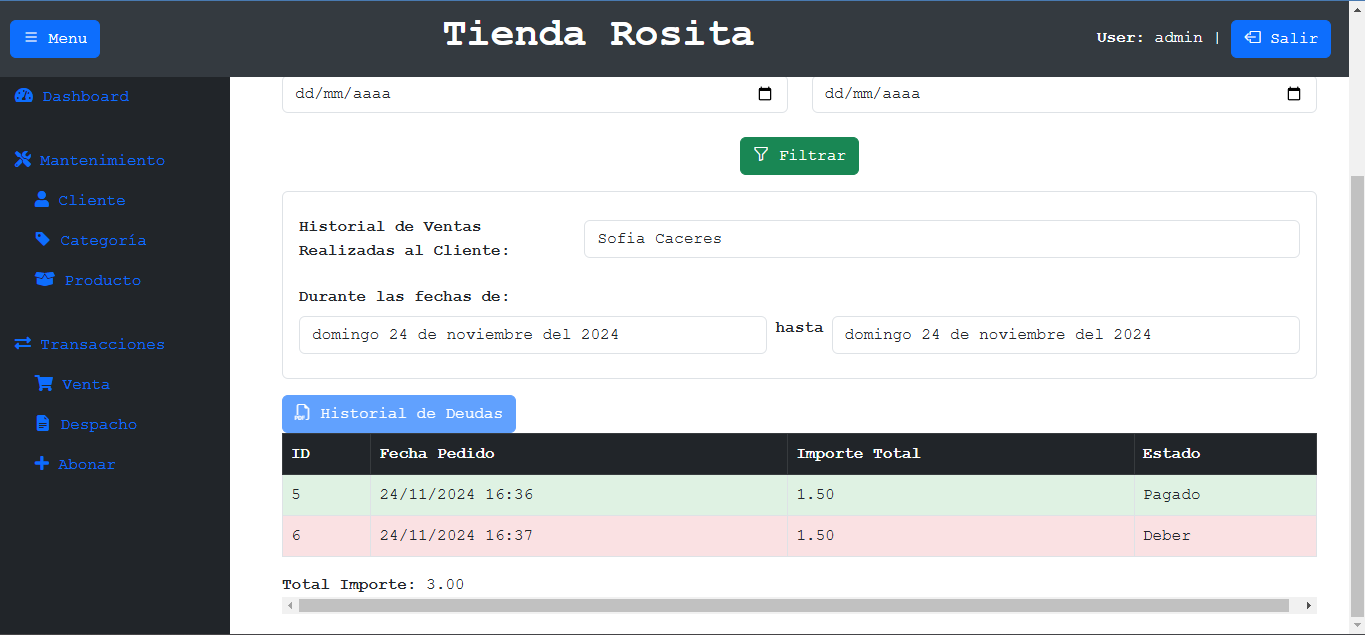 Menu
Tienda Rosita
User: admin |
Salir
Dashboard
Mantenimiento
Cliente
Categoría
Producto
Transacciones
Venta
Despacho
Abonar
dd/mm/aaaa
dd/mm/aaaa
Filtrar
Historial de Ventas
Realizadas al Cliente:
Sofia Caceres
Durante las fechas de:
domingo 24 de noviembre del 2024
hasta
domingo 24 de noviembre del 2024
PDF Historial de Deudas
ID Fecha Pedido Importe Total Estado
5 24/11/2024 16:36 1.50 Pagado
6 24/11/2024 16:37 1.50 Deber
Total Importe: 3.00